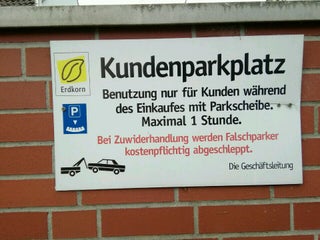 Erdkorn
Kundenparkplatz
Benutzung nur für Kunden während
des Einkaufes mit Parkscheibe.
P
Maximal 1 Stunde.
Bei Zuwiderhandlung werden Falschparker
kostenpflichtig abgeschleppt.
Die Geschäftsleitung